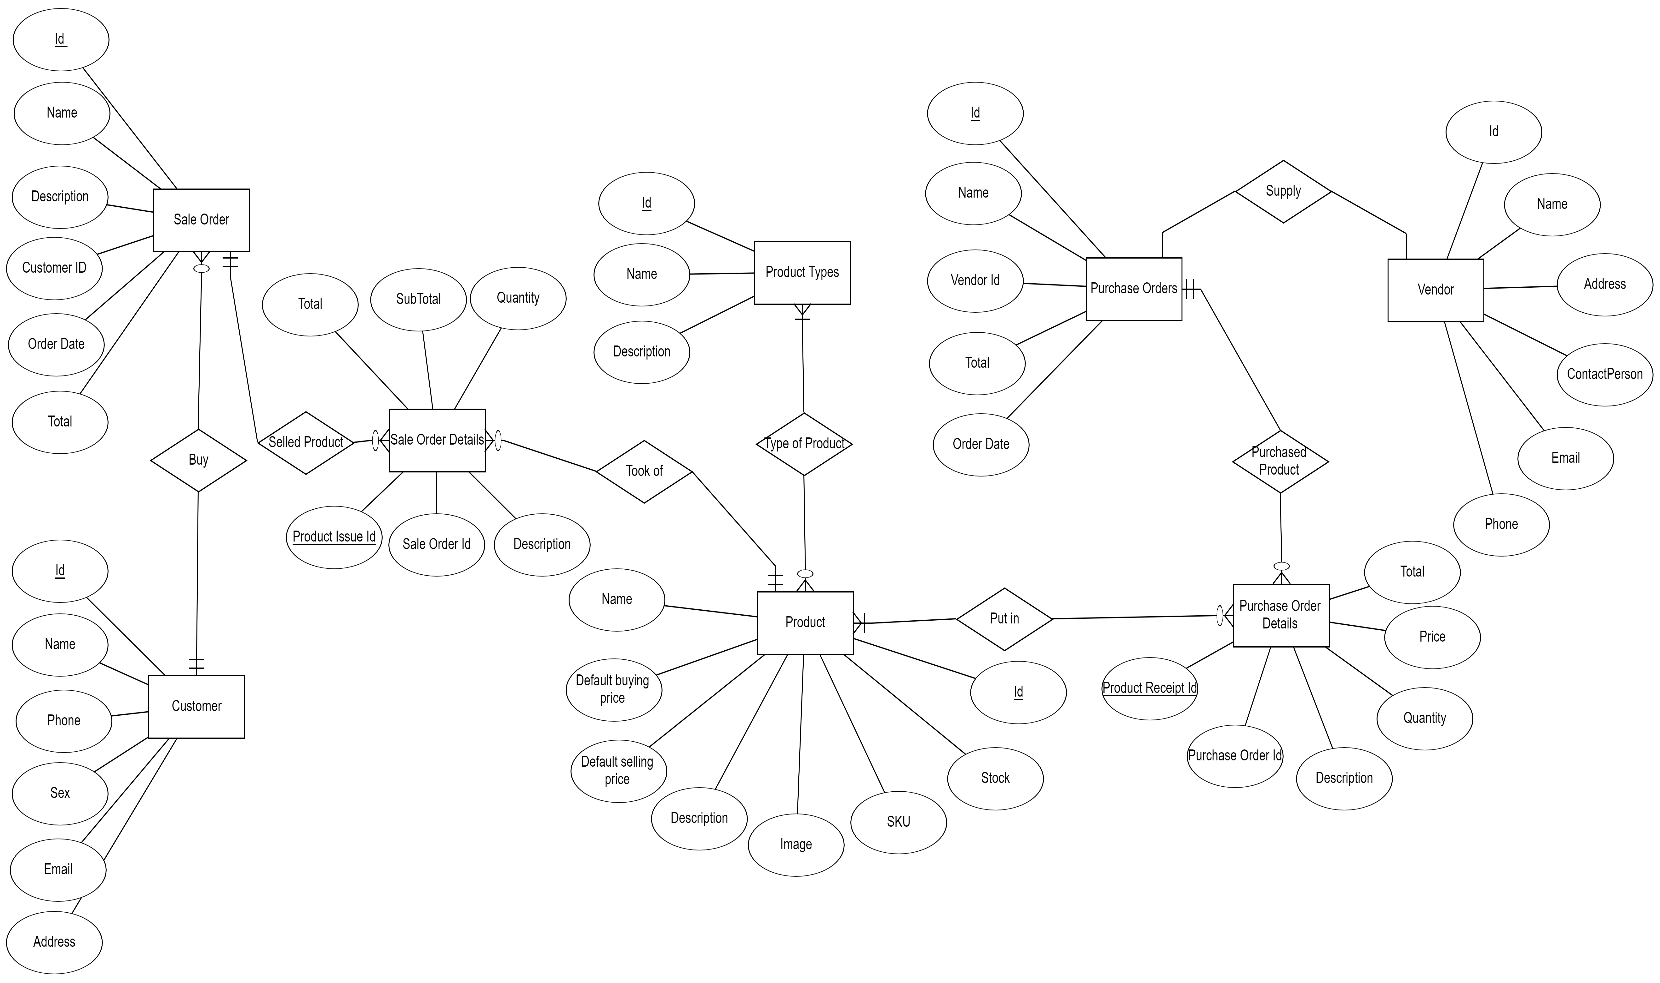 Id
Name
Description
Customer ID
Order Date
Total
Sale Order
Buy
Id
Name
Phone
Sex
Email
Address
Customer
Total
SubTotal
Quantity
Selled Product
Sale Order Details
Product Issue Id
Sale Order Id
Description
Took of
Id
Name
Description
Product Types
Type of Product
Name
Default buying
price
Default selling
price
Description
Image
SKU
Stock
Id
Product
Put in
Id
Name
Vendor Id
Total
Order Date
Purchase Orders
Supply
Id
Name
Address
ContactPerson
Email
Phone
Vendor
Purchased
Product
Purchase Order
Details
Total
Price
Quantity
Description
Purchase Order Id
Product Receipt Id